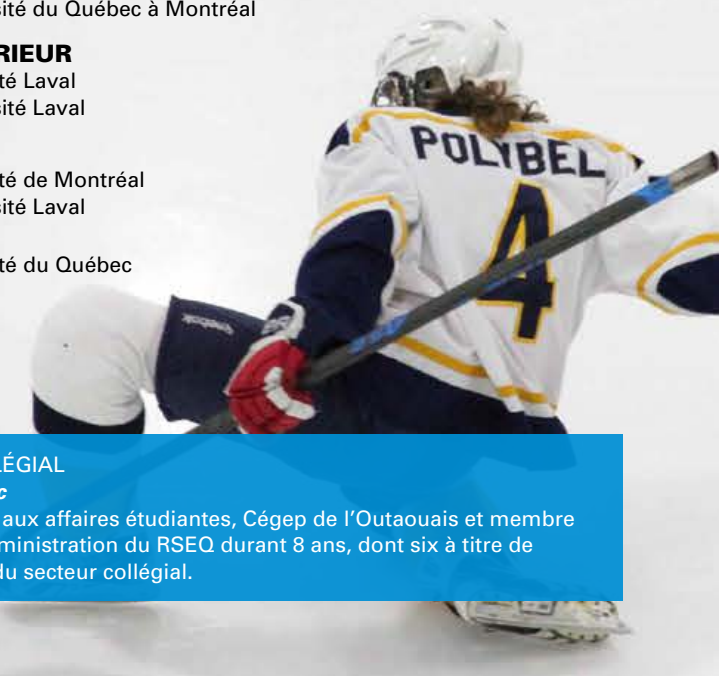 sité du Québec à Montréal
RIEUR
té Laval
sité Laval
té de Montréal
sité Laval
té du Québec
POLYBEL
4
Reebok
LÉGIAL
c
aux affaires étudiantes, Cégep de l'Outaouais et membre
ministration du RSEQ durant 8 ans, dont six à titre de
du secteur collégial.